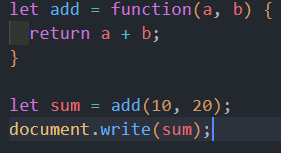 let add = function(a, b) {
  return a + b;
}

let sum = add(10, 20);
document.write(sum);